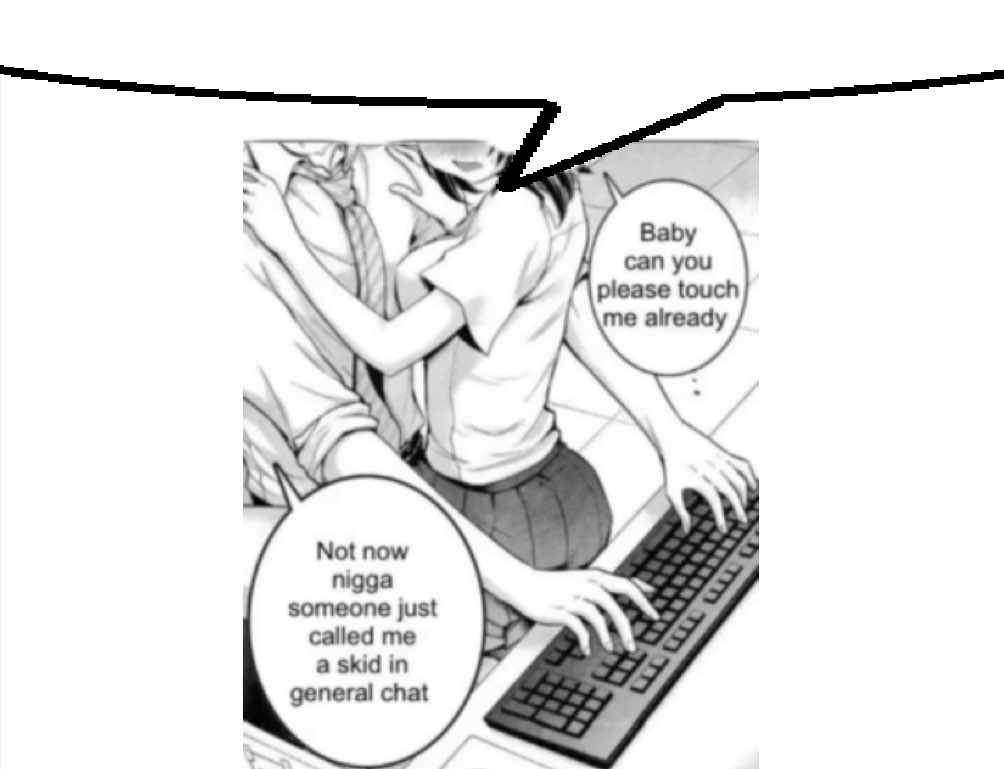 Baby
can you
please touch
me already
Not now
nigga
someone just
called me
a skid in
general chat